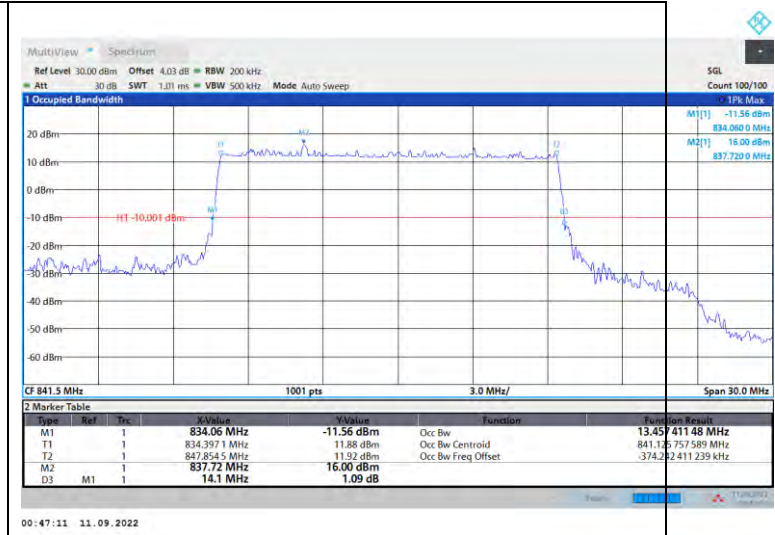 MultiView Spectrum
Ref Level 30.00 dBm Offset 4.03 dB RBW 200 kHz SGL
Att 30 dB SWT 1.01 ms VBW 500 kHz Mode Auto Sweep Count 100/100
1 Occupied Bandwidth 1Pk Max
M1[1] -11.56 dBm
834.060 0 MHz
M2[1] 16.00 dBm
837.720 0 MHz
20 dBm
M2
T1 T2
10 dBm
0 dBm
-10 dBm H1 -10.001 dBm M1 D3
-20 dBm
-30 dBm
-40 dBm
-50 dBm
-60 dBm
CF 841.5 MHz 1001 pts 3.0 MHz/ Span 30.0 MHz
2 Marker Table
Type Ref Trc X-Value Y-Value Function Function Result
M1 1 834.06 MHz -11.56 dBm Occ Bw 13.457 411 48 MHz
T1 1 834.397 1 MHz 11.88 dBm Occ Bw Centroid 841.125 757 589 MHz
T2 1 847.854 5 MHz 11.92 dBm Occ Bw Freq Offset -374.242 411 239 kHz
M2 1 837.72 MHz 16.00 dBm
D3 M1 1 14.1 MHz 1.09 dB
00:47:11 11.09.2022